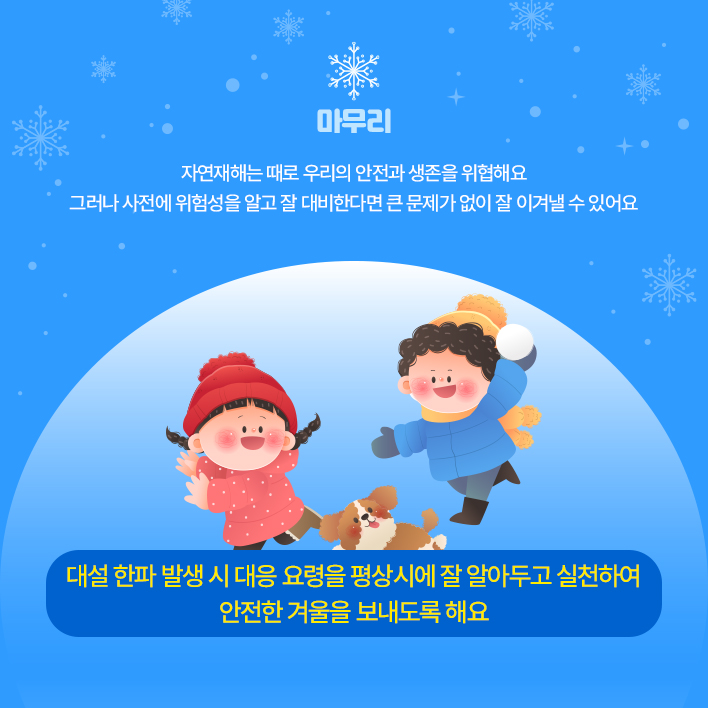 마무리
자연재해는 때로 우리의 안전과 생존을 위협해요
그러나 사전에 위험성을 알고 잘 대비한다면 큰 문제가 없이 잘 이겨낼 수 있어요
대설 한파 발생 시 대응 요령을 평상시에 잘 알아두고 실천하여
안전한 겨울을 보내도록 해요